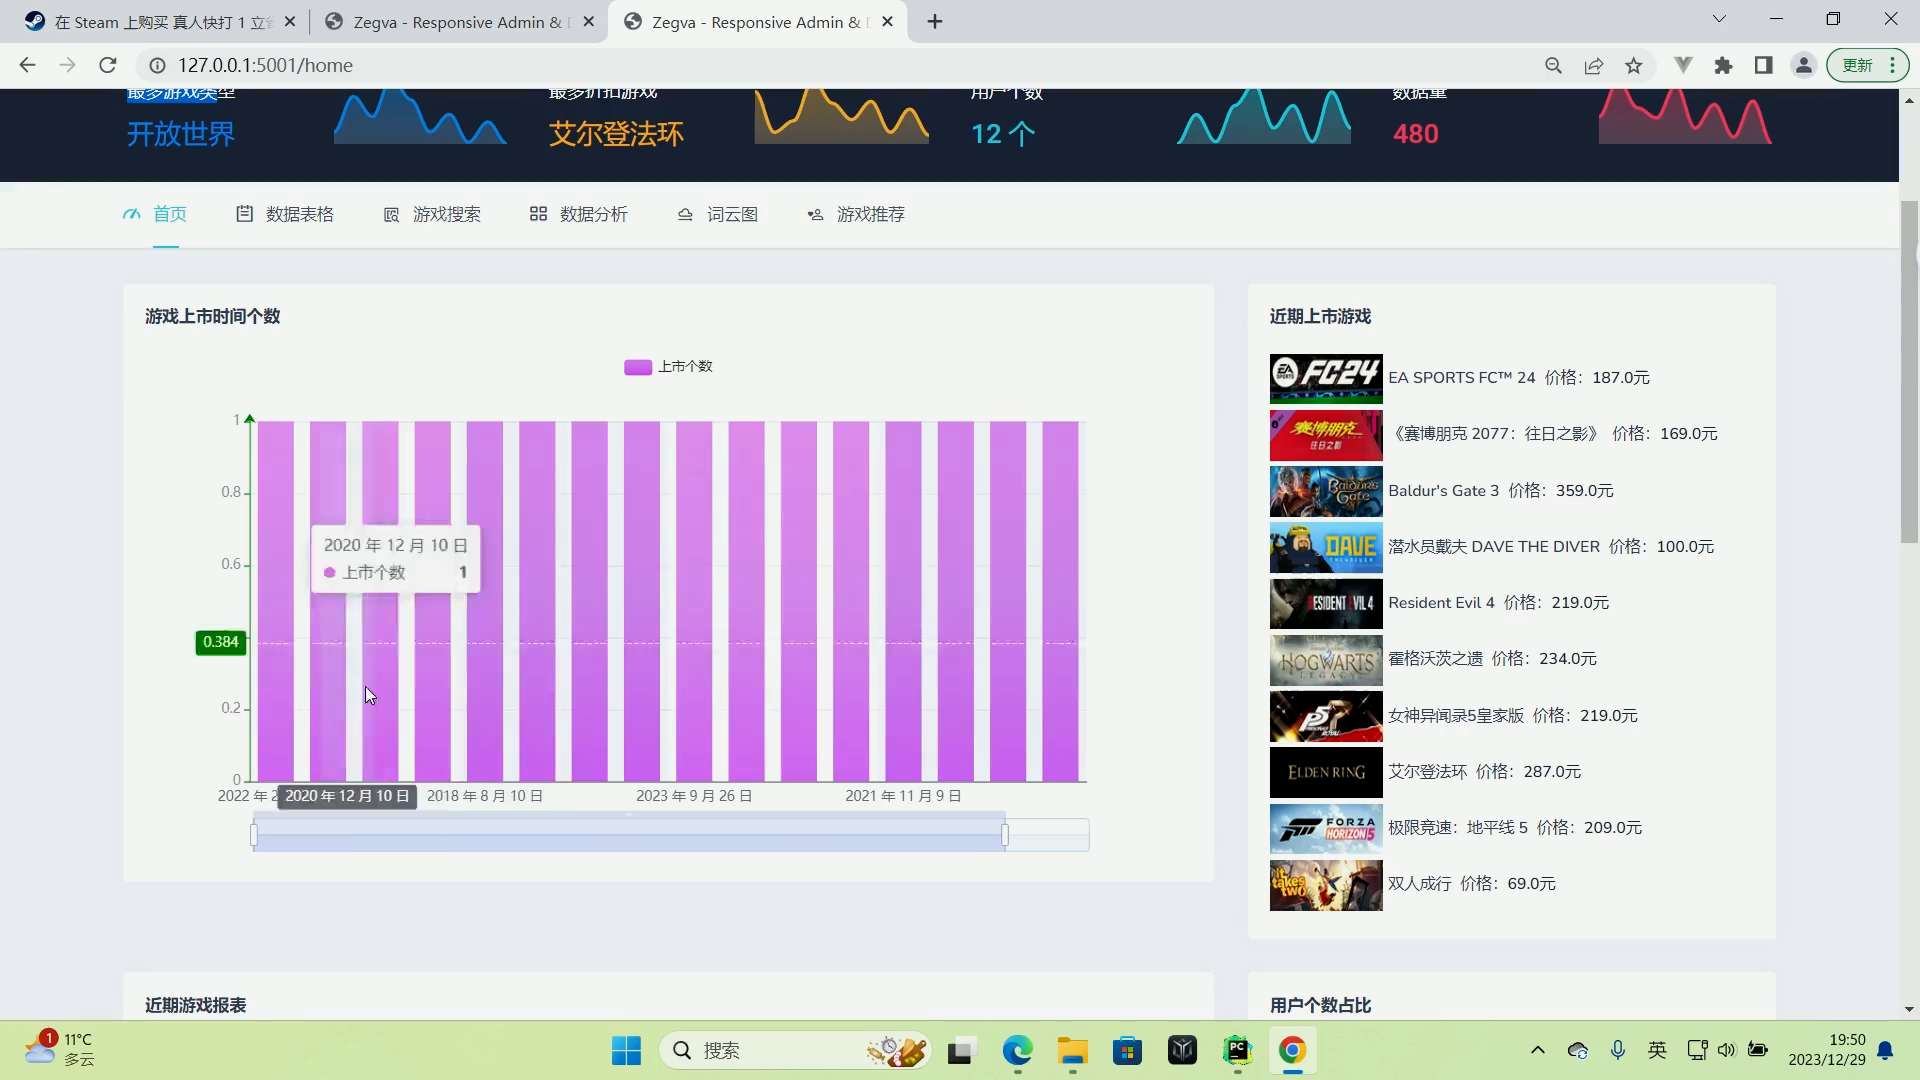 在 Steam 上购买 真人快打 1 立
Zegva - Responsive Admin &
Zegva - Responsive Admin &
127.0.0.1:5001/home
更新
最多游戏类型
最多折扣游戏
用户个数
数据量
开放世界
艾尔登法环
12 个
480
首页
数据表格
游戏搜索
数据分析
词云图
游戏推荐
游戏上市时间个数
上市个数
1
0.8
0.6
0.384
0.2
0
2020 年 12 月 10 日
上市个数 1
2022 年 2
2020 年 12 月 10 日
2018 年 8 月 10 日
2023 年 9 月 26 日
2021 年 11 月 9 日
近期上市游戏
EA SPORTS FC24
EA SPORTS FC™ 24 价格：187.0元
赛博朋克 往日之影
《赛博朋克 2077：往日之影》 价格：169.0元
Baldur's Gate
Baldur's Gate 3 价格：359.0元
DAVE THE DIVER
潜水员戴夫 DAVE THE DIVER 价格：100.0元
RESIDENT EVIL 4
Resident Evil 4 价格：219.0元
HOGWARTS LEGACY
霍格沃茨之遗 价格：234.0元
P5 ROYAL
女神异闻录5皇家版 价格：219.0元
ELDEN RING
艾尔登法环 价格：287.0元
FORZA HORIZON 5
极限竞速：地平线 5 价格：209.0元
it takes two
双人成行 价格：69.0元
近期游戏报表
用户个数占比
1
11°C
多云
搜索
PC
英
19:50
2023/12/29